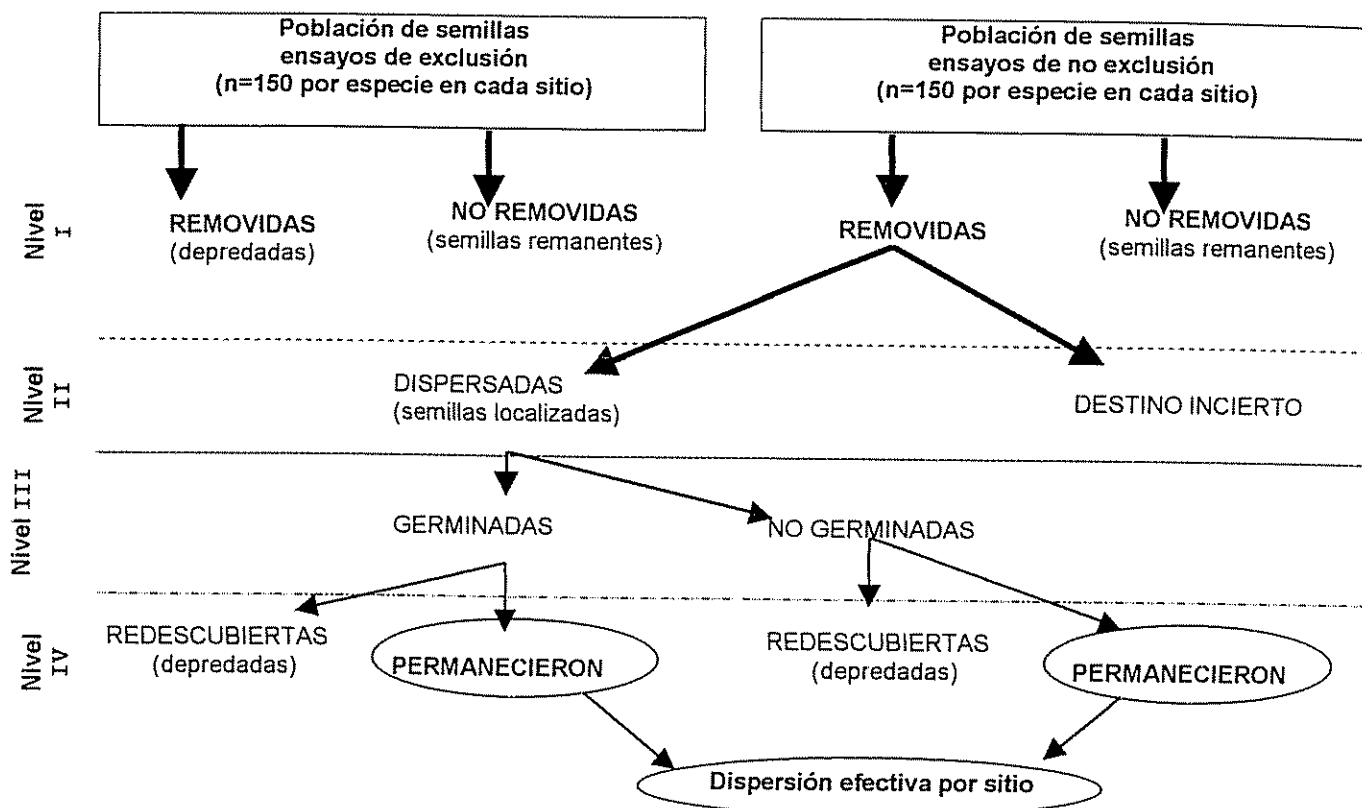 Población de semillas
ensayos de exclusión
(n=150 por especie en cada sitio)
Población de semillas
ensayos de no exclusión
(n=150 por especie en cada sitio)
Nivel
I
REMOVIDAS
(depredadas)
NO REMOVIDAS
(semillas remanentes)
REMOVIDAS
NO REMOVIDAS
(semillas remanentes)
Nivel
II
DISPERSADAS
(semillas localizadas)
DESTINO INCIERTO
Nivel III
GERMINADAS
NO GERMINADAS
Nivel
IV
REDESCUBIERTAS
(depredadas)
PERMANECIERON
REDESCUBIERTAS
(depredadas)
PERMANECIERON
Dispersión efectiva por sitio